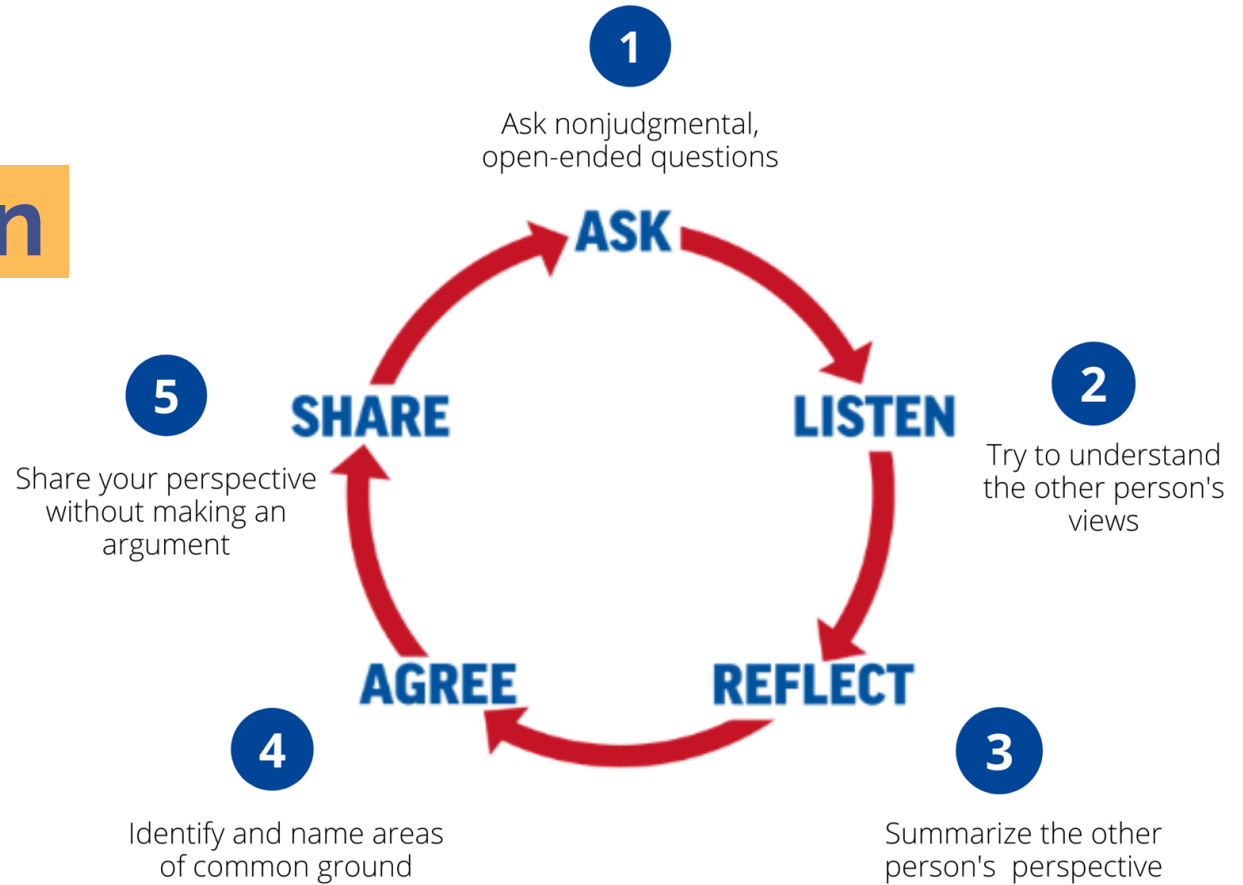 1
Ask nonjudgmental,
open-ended questions
n
ASK
5
SHARE
Share your perspective
without making an
argument
2
LISTEN
Try to understand
the other person's
views
AGREE
4
Identify and name areas
of common ground
REFLECT
3
Summarize the other
person's  perspective